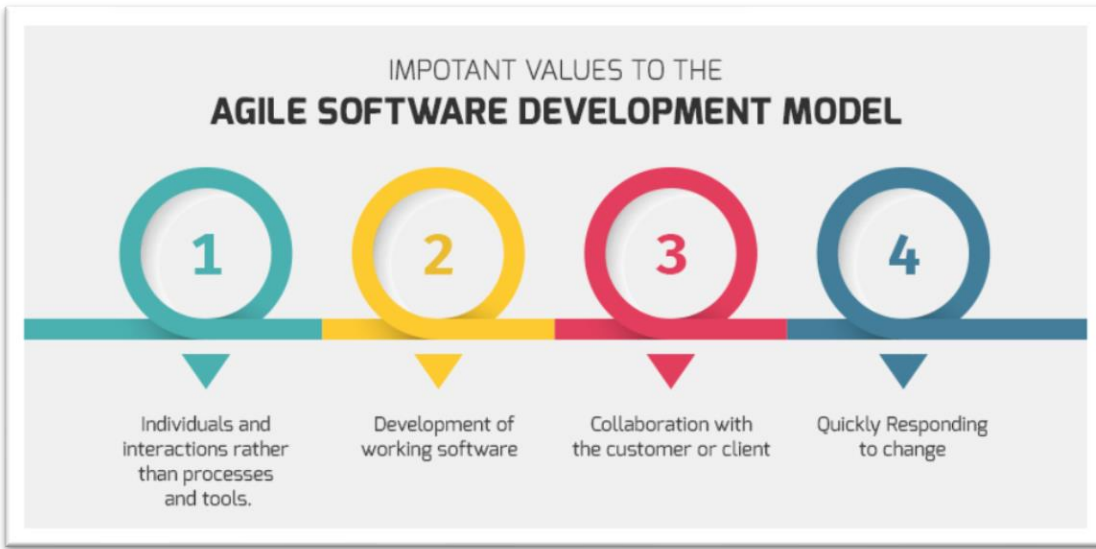 IMPOTANT VALUES TO THE
AGILE SOFTWARE DEVELOPMENT MODEL
1
2
3
4
Individuals and
interactions rather
than processes
and tools.
Development of
working software
Collaboration with
the customer or client
Quickly Responding
to change